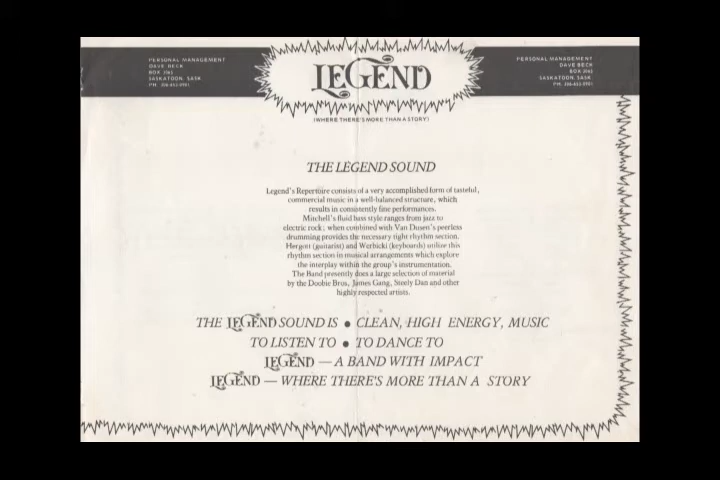 PERSONAL MANAGEMENT
DAVE BECK
SASKATOON, SASK.
LEGEND
(WHERE THERE'S MORE THAN A STORY)
PERSONAL MANAGEMENT
DAVE BECK
SASKATOON, SASK.
THE LEGEND SOUND
Legend's Repertoire consists of a very accomplished form of tasteful,
commercial music in a well-balanced structure, which
results in consistently fine performances.
Mitchell's fluid bass style ranges from jazz to
electric rock; when combined with Van Dusen's peerless
drumming provides the necessary tight rhythm section.
Hergott (guitarist) and Werbicki (keyboards) utilize this
rhythm section in musical arrangements which explore
the interplay within the group's instrumentation.
The Band presently does a large selection of material
by the Doobie Bros., James Gang, Steely Dan and other
highly respected artists.
THE LEGEND SOUND IS • CLEAN, HIGH ENERGY, MUSIC
TO LISTEN TO • TO DANCE TO
LEGEND — A BAND WITH IMPACT
LEGEND — WHERE THERE'S MORE THAN A STORY